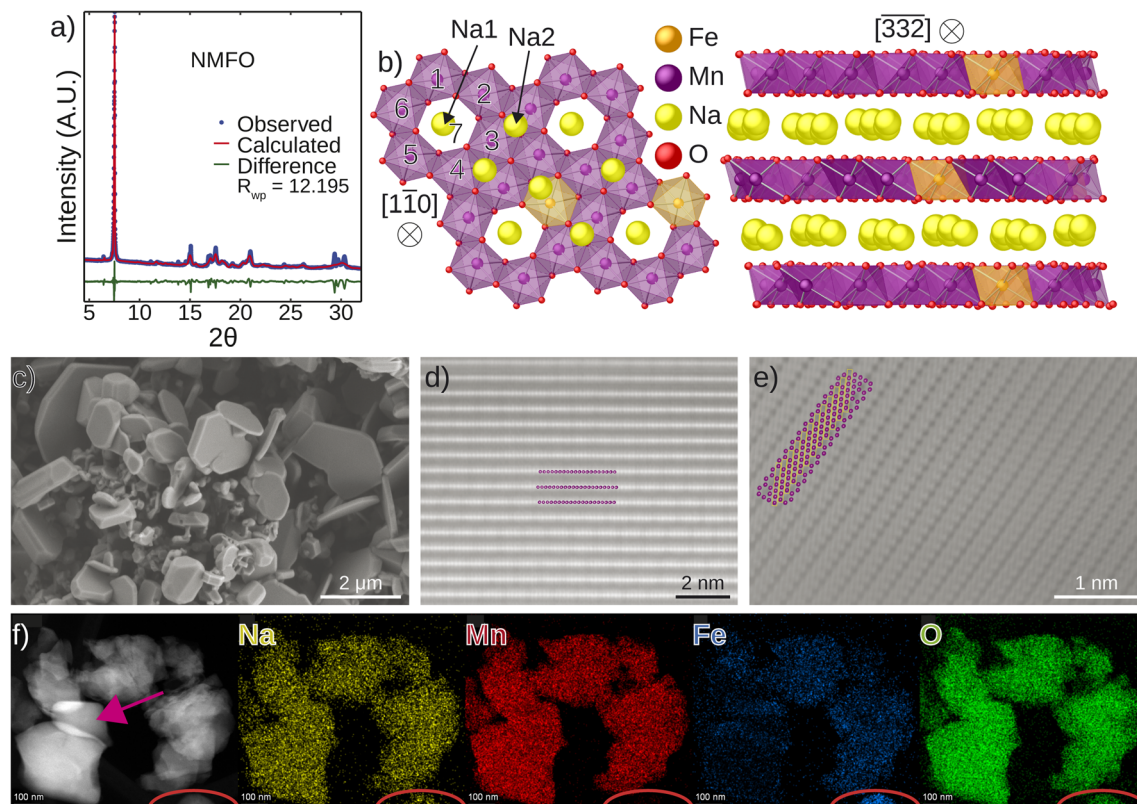 a)
Intensity (A.U.)
NMFO
Observed
Calculated
Difference
R_wp = 12.195
5 10 15 20 25 30
2θ
b)
Na1
Na2
1
2
3
4
5
6
7
[1̅1̅0]
Fe
Mn
Na
O
[3̅3̅2̅]
c)
2 μm
d)
2 nm
e)
1 nm
f)
100 nm
Na
100 nm
Mn
100 nm
Fe
100 nm
O
100 nm